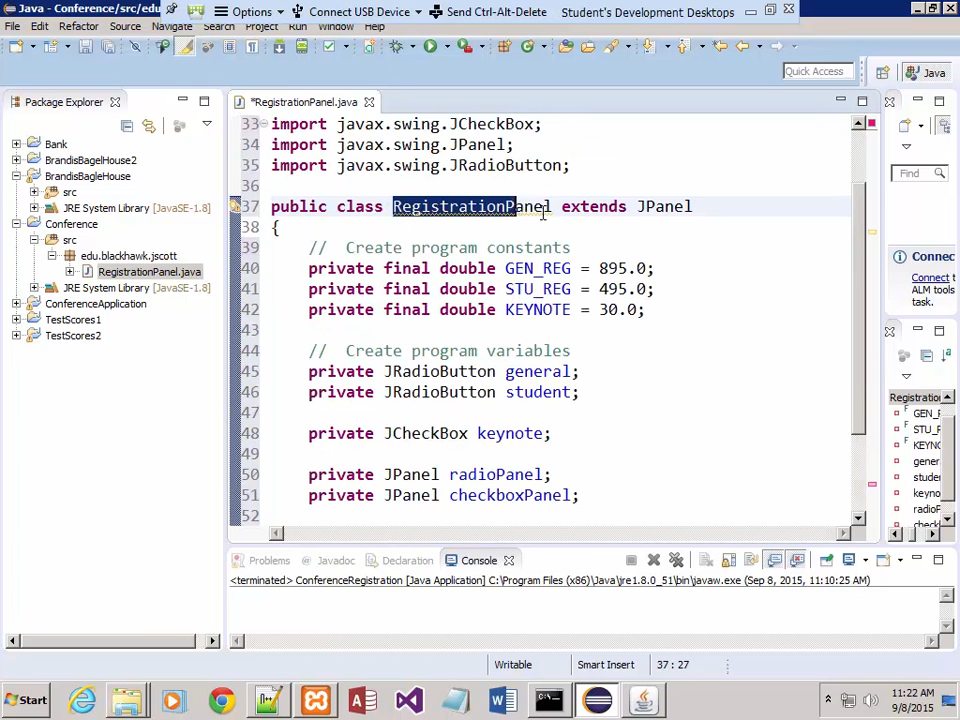 Java - Conference/src/edu
Options
Connect USB Device
Send Ctrl-Alt-Delete
Student's Development Desktops
File Edit Refactor Source Navigate Search Project Run Window Help
Quick Access
Java
Package Explorer
*RegistrationPanel.java
Bank
BrandisBagelHouse2
BrandisBagleHouse
src
JRE System Library [JavaSE-1.8]
Conference
src
edu.blackhawk.jscott
RegistrationPanel.java
JRE System Library [JavaSE-1.8]
ConferenceApplication
TestScores1
TestScores2
33 import javax.swing.JCheckBox;
34 import javax.swing.JPanel;
35 import javax.swing.JRadioButton;
36
37 public class RegistrationPanel extends JPanel
38 {
39 // Create program constants
40 private final double GEN_REG = 895.0;
41 private final double STU_REG = 495.0;
42 private final double KEYNOTE = 30.0;
43
44 // Create program variables
45 private JRadioButton general;
46 private JRadioButton student;
47
48 private JCheckBox keynote;
49
50 private JPanel radioPanel;
51 private JPanel checkboxPanel;
52
Find
Connec
Connect t
ALM tools
task.
Registratio
GEN_
STU_
KEYN
gener
stude
keyno
radioP
check
Problems
Javadoc
Declaration
Console
<terminated> ConferenceRegistration [Java Application] C:\Program Files (x86)\Java\jre1.8.0_51\bin\javaw.exe (Sep 8, 2015, 11:10:25 AM)
Writable
Smart Insert
37 : 27
Start
11:22 AM
9/8/2015